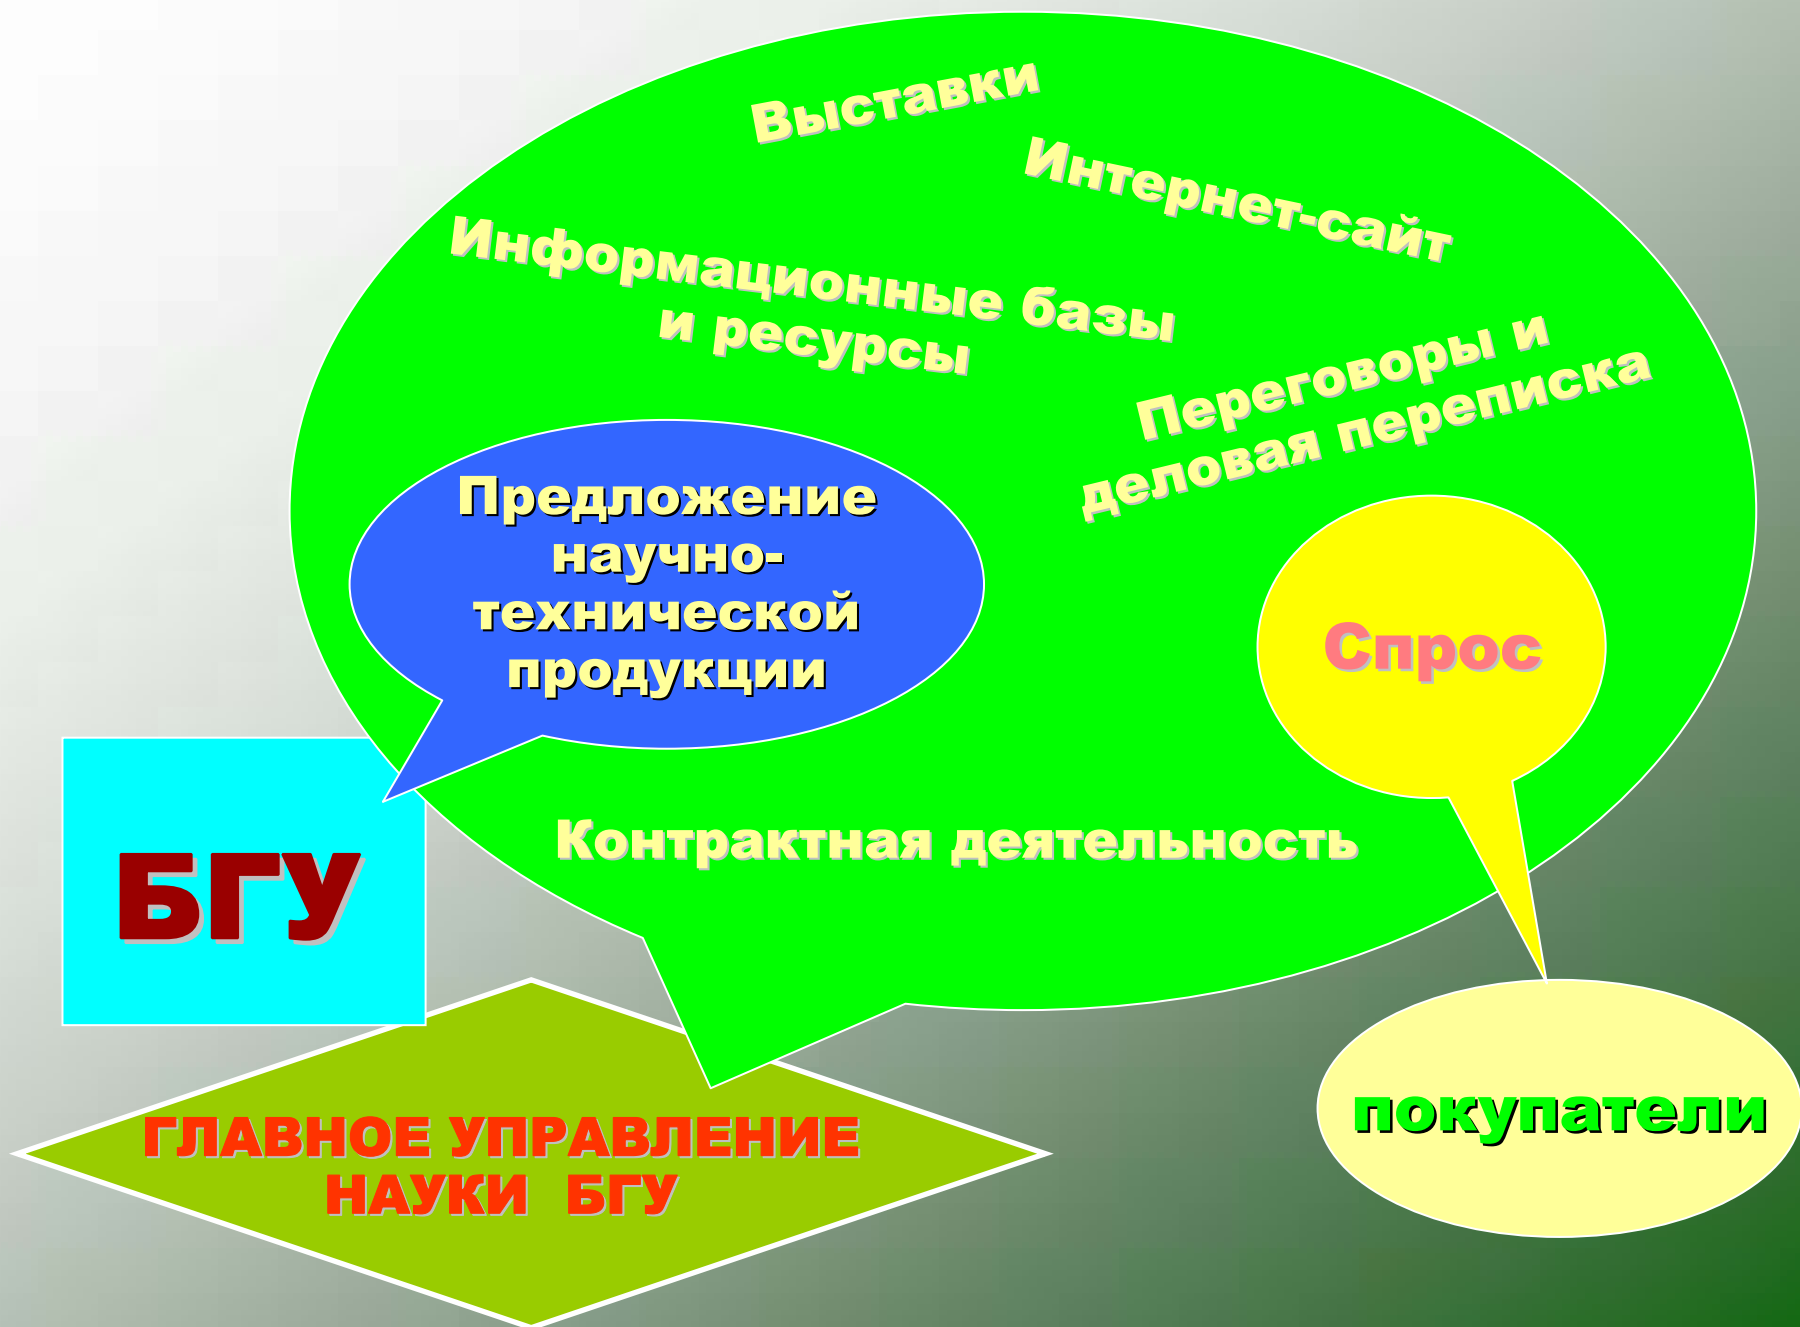 Выставки
Интернет-сайт
Информационные базы
и ресурсы
Переговоры и
деловая переписка
Предложение
научно-
технической
продукции
Спрос
Контрактная деятельность
БГУ
ГЛАВНОЕ УПРАВЛЕНИЕ
НАУКИ БГУ
покупатели